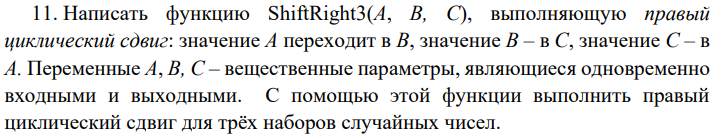 11. Написать функцию ShiftRight3(A, B, C), выполняющую правый
циклический сдвиг: значение A переходит в B, значение B – в C, значение C – в
A. Переменные A, B, C – вещественные параметры, являющиеся одновременно
входными и выходными. С помощью этой функции выполнить правый
циклический сдвиг для трёх наборов случайных чисел.